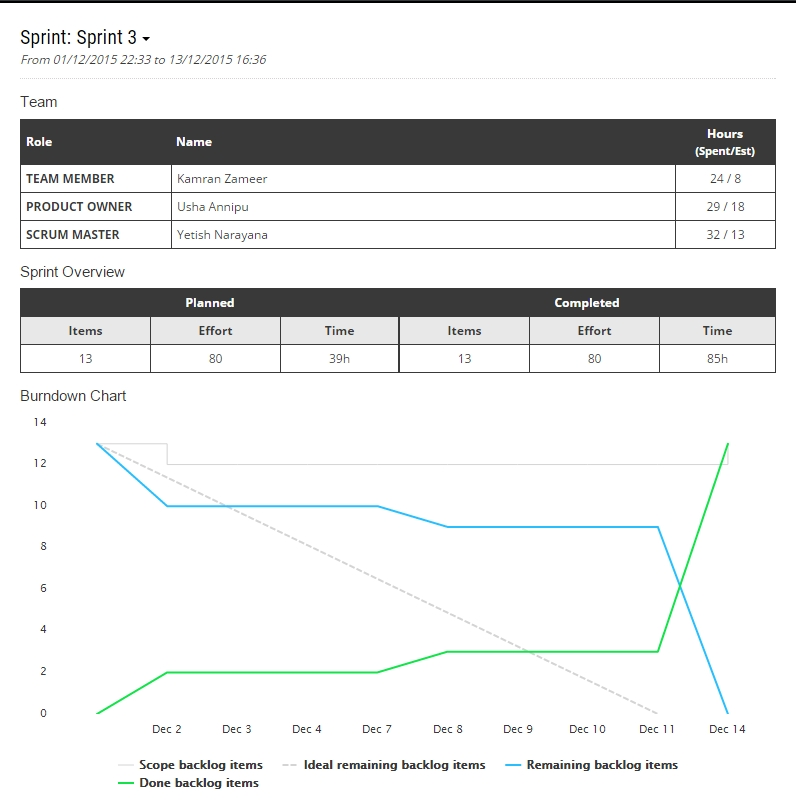 Sprint: Sprint 3
From 01/12/2015 22:33 to 13/12/2015 16:36
Team
Role Name Hours (Spent/Est)
TEAM MEMBER Kamran Zameer 24 / 8
PRODUCT OWNER Usha Annipu 29 / 18
SCRUM MASTER Yetish Narayana 32 / 13
Sprint Overview
Planned Completed
Items Effort Time Items Effort Time
13 80 39h 13 80 85h
Burndown Chart
14
12
10
8
6
4
2
0
Dec 2 Dec 3 Dec 4 Dec 7 Dec 8 Dec 9 Dec 10 Dec 11 Dec 14
Scope backlog items Ideal remaining backlog items Remaining backlog items
Done backlog items